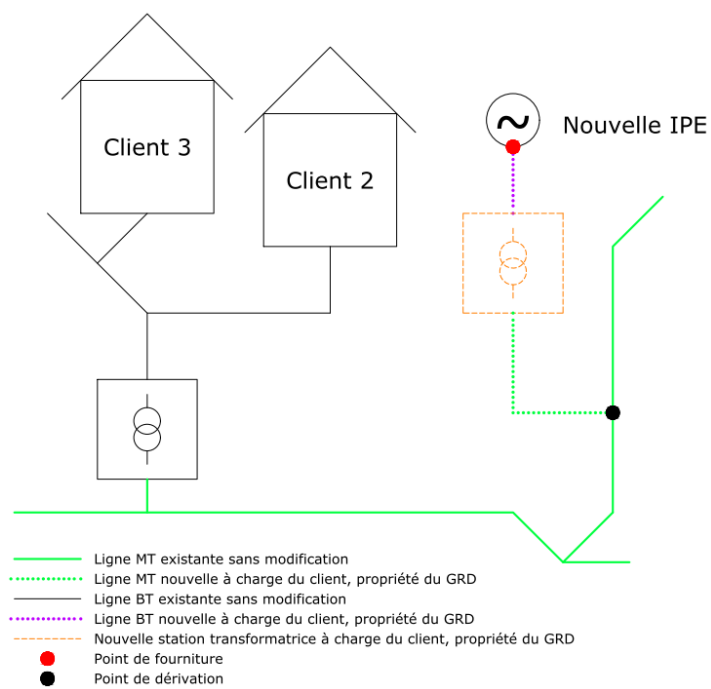 Client 3
Client 2
Nouvelle IPE
Ligne MT existante sans modification
Ligne MT nouvelle à charge du client, propriété du GRD
Ligne BT existante sans modification
Ligne BT nouvelle à charge du client, propriété du GRD
Nouvelle station transformatrice à charge du client, propriété du GRD
Point de fourniture
Point de dérivation